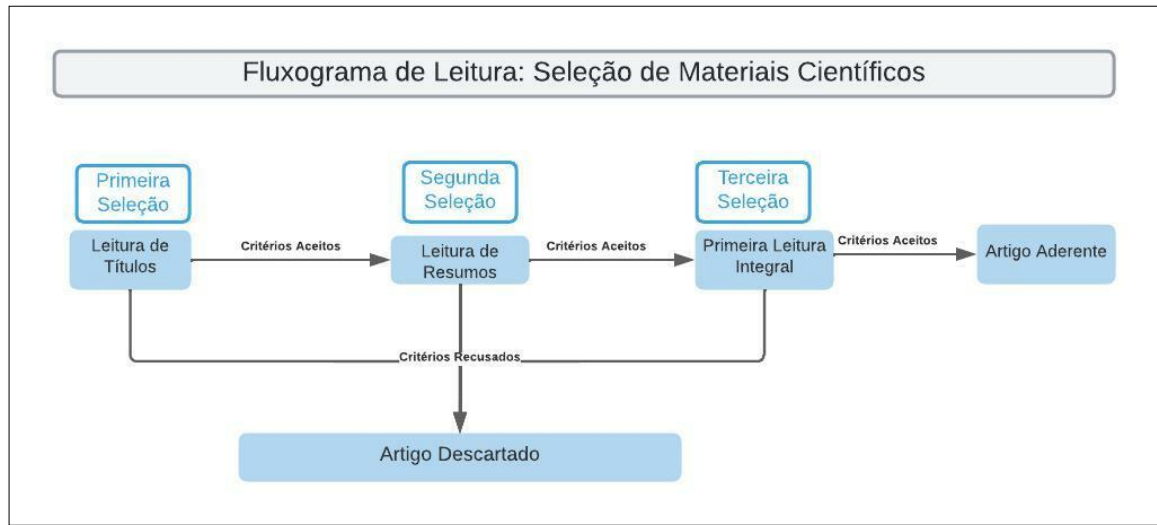 Fluxograma de Leitura: Seleção de Materiais Científicos
Primeira
Seleção
Segunda
Seleção
Terceira
Seleção
Leitura de
Títulos
Critérios Aceitos
Leitura de
Resumos
Critérios Aceitos
Primeira Leitura
Integral
Critérios Aceitos
Artigo Aderente
Critérios Recusados
Artigo Descartado